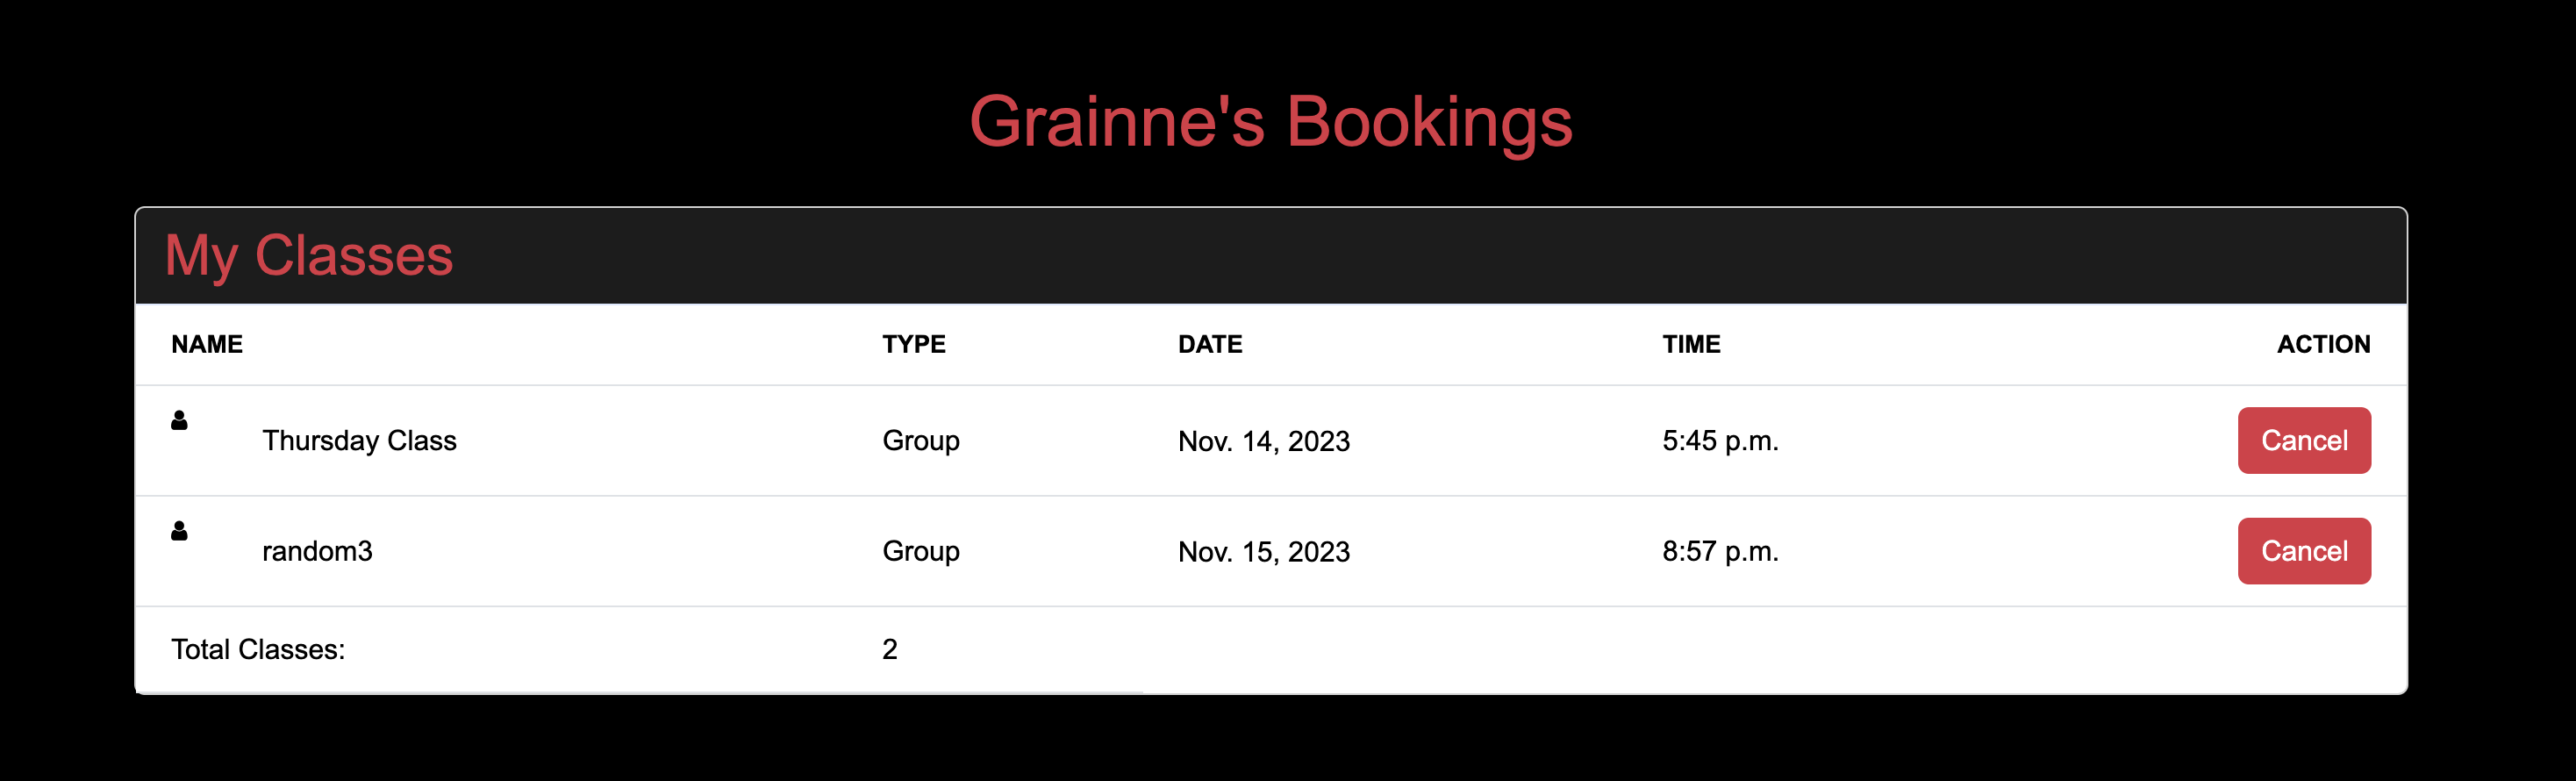 Grainne's Bookings
My Classes
NAME TYPE DATE TIME ACTION
Thursday Class Group Nov. 14, 2023 5:45 p.m. Cancel
random3 Group Nov. 15, 2023 8:57 p.m. Cancel
Total Classes: 2